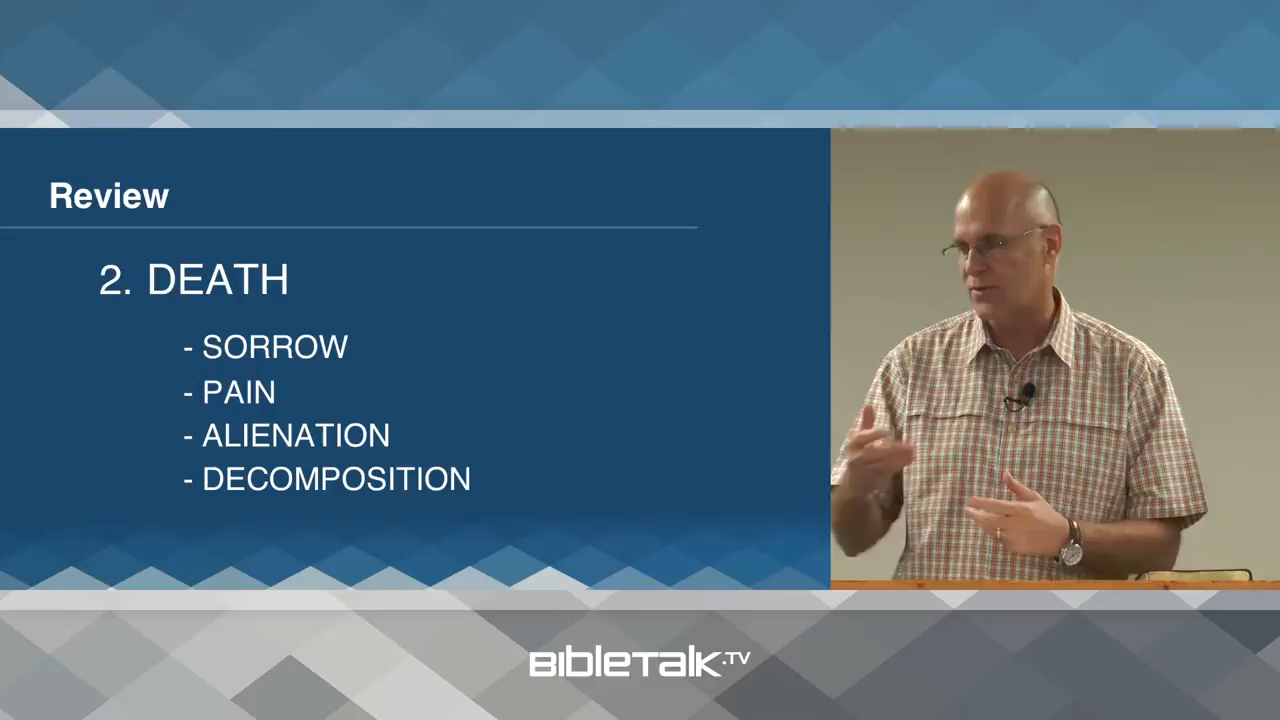 Review
2. DEATH
- SORROW
- PAIN
- ALIENATION
- DECOMPOSITION
BIBLETALK.TV